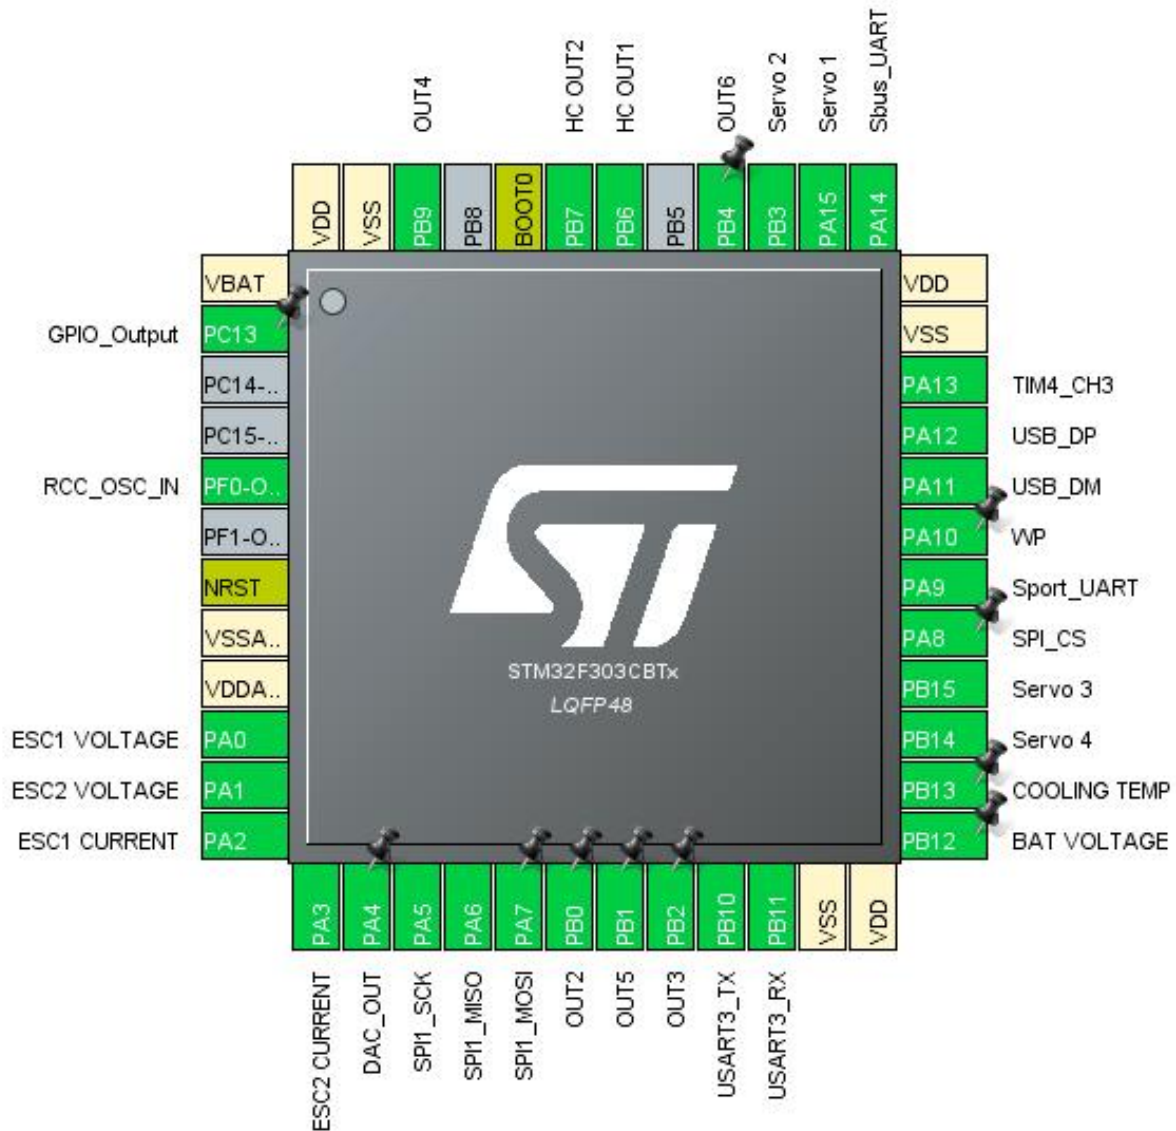 OUT4
HC OUT2
HC OUT1
OUT6
Servo 2
Servo 1
Sbus_UART
VDD
VSS
PB9
PB8
BOOT0
PB7
PB6
PB5
PB4
PB3
PA15
PA14
VBAT
GPIO_Output PC13
PC14-..
PC15-..
RCC_OSC_IN PF0-O..
PF1-O..
NRST
VSSA..
VDDA..
ESC1 VOLTAGE PA0
ESC2 VOLTAGE PA1
ESC1 CURRENT PA2
ST
STM32F303CBTx
LQFP48
VDD
VSS
PA13 TIM4_CH3
PA12 USB_DP
PA11 USB_DM
PA10 WP
PA9 Sport_UART
PA8 SPI_CS
PB15 Servo 3
PB14 Servo 4
PB13 COOLING TEMP
PB12 BAT VOLTAGE
PA3
PA4
PA5
PA6
PA7
PB0
PB1
PB2
PB10
PB11
VSS
VDD
ESC2 CURRENT
DAC_OUT
SPI1_SCK
SPI1_MISO
SPI1_MOSI
OUT2
OUT5
OUT3
USART3_TX
USART3_RX